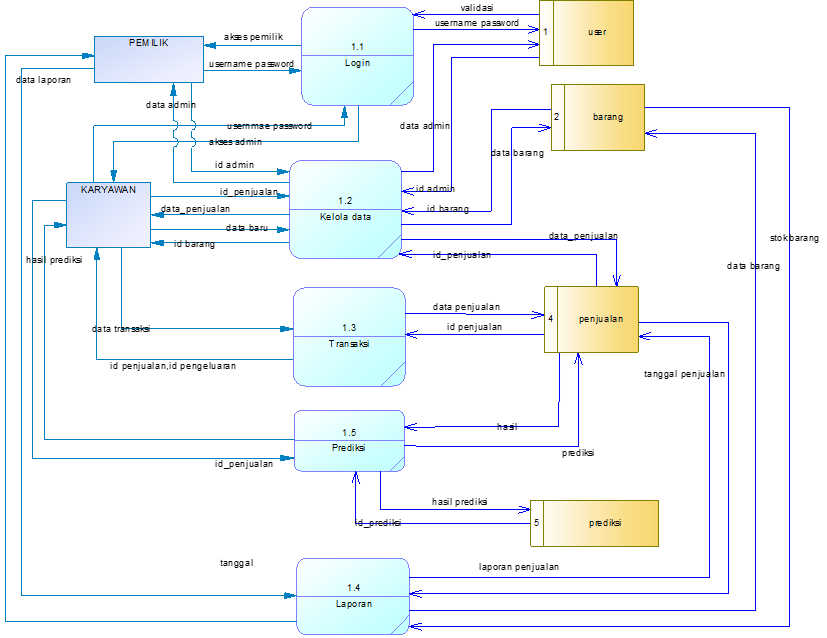 validasi
username password
1
user
PEMILIK
akses pemilik
1.1
Login
username password
data laporan
data admin
2
barang
usernmae password
data admin
akses admin
data barang
id admin
1.2
KARYAWAN
id_penjualan
id admin
data_penjualan
id barang
Kelola data
data baru
data_penjualan
stok barang
id barang
id_penjualan
hasil prediksi
data barang
data penjualan
4
penjualan
data transaksi
1.3
id penjualan
Transaksi
id penjualan,id pengeluaran
tanggal penjualan
1.5
hasil
Prediksi
prediksi
id_penjualan
hasil prediksi
id_prediksi
5
prediksi
tanggal
laporan penjualan
1.4
Laporan